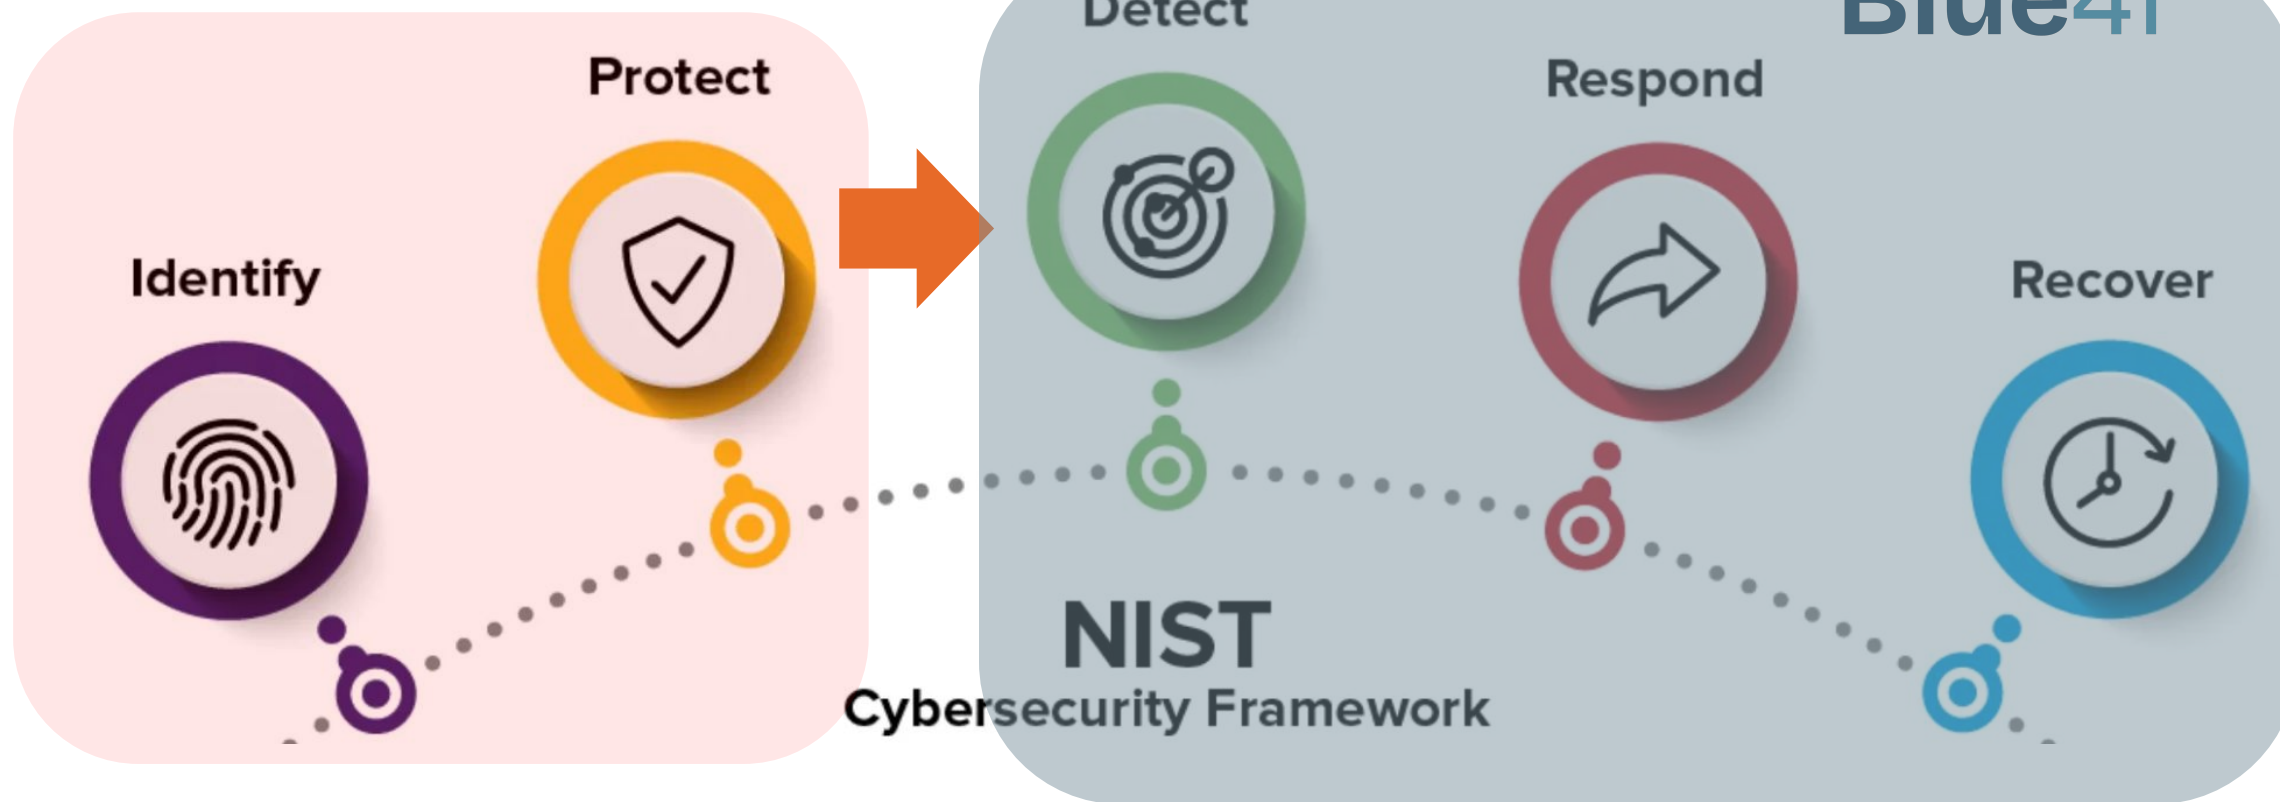 Detect
Protect
Respond
Identify
Recover
NIST
Cybersecurity Framework